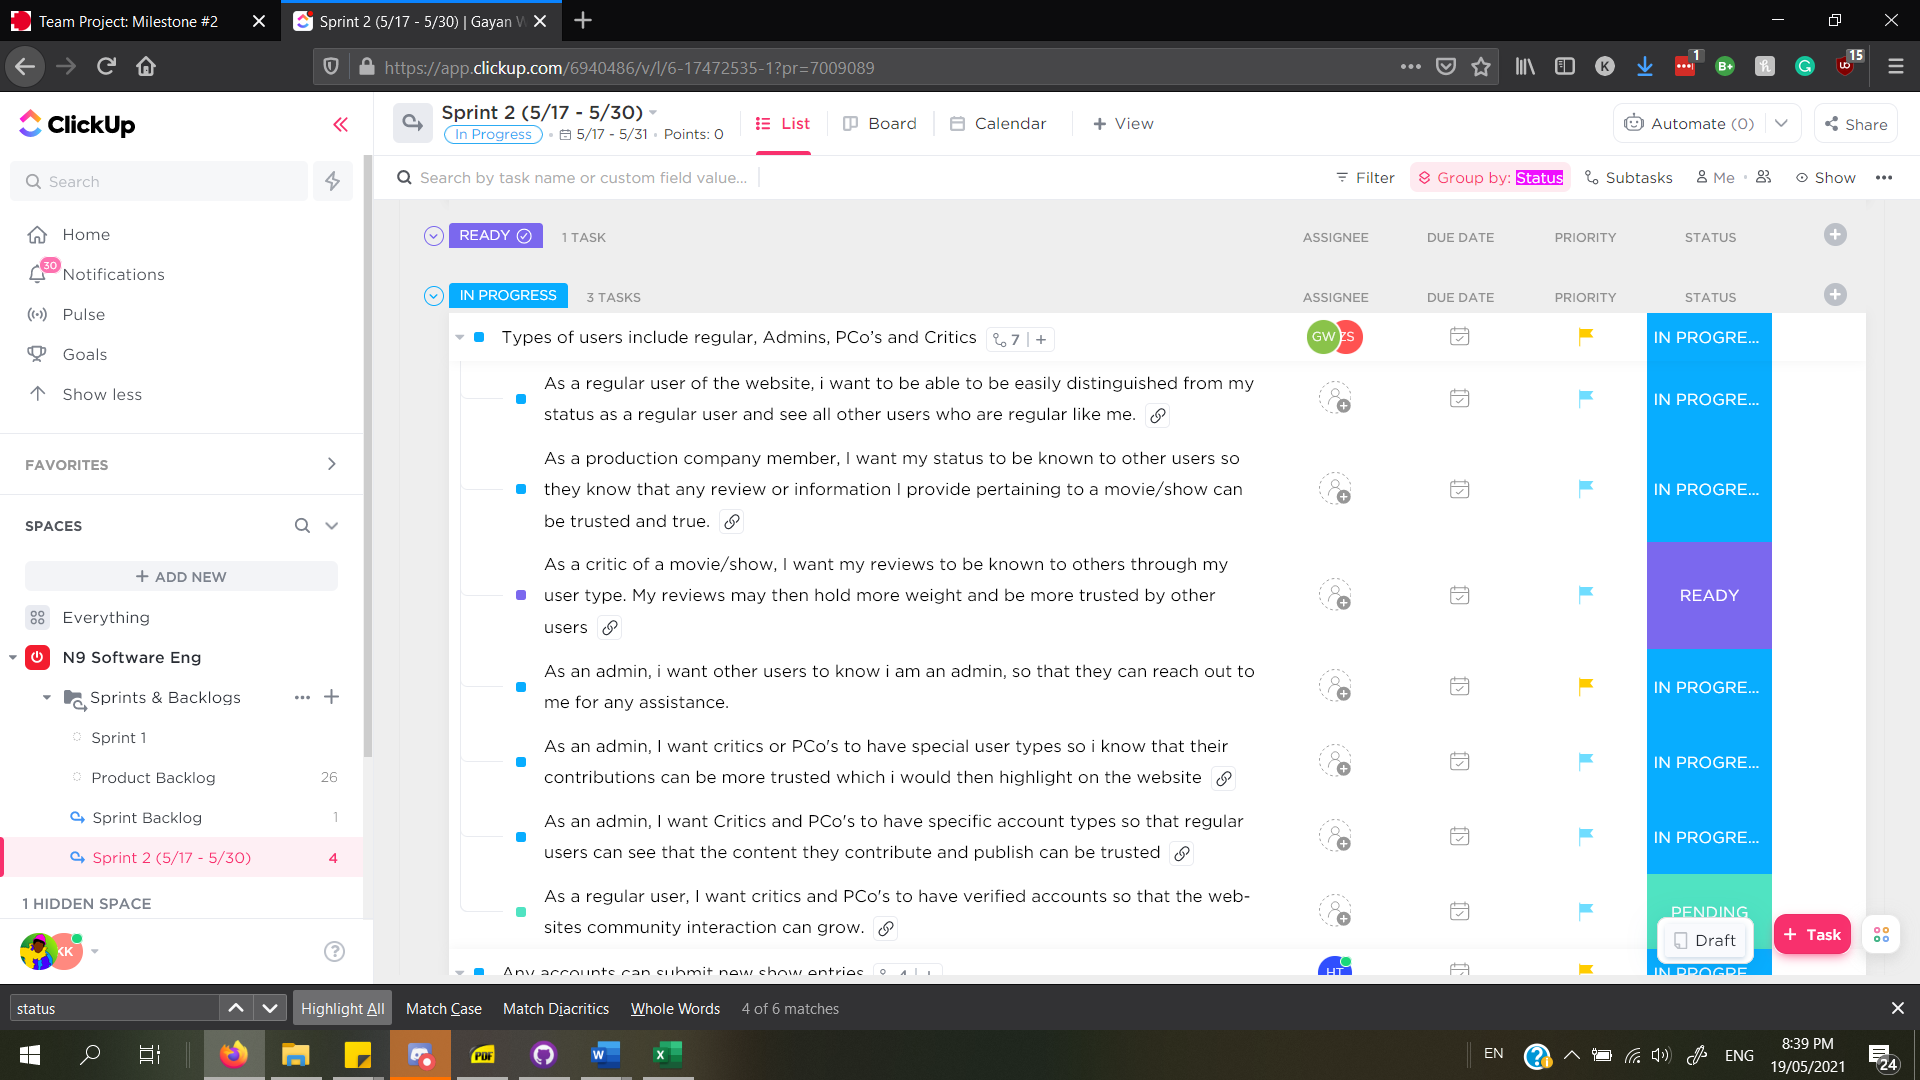 Team Project: Milestone #2
Sprint 2 (5/17 - 5/30) | Gayan W
https://app.clickup.com/6940486/v/l/6-17472535-1?pr=7009089
1
15
ClickUp
Search
Home
30
Notifications
Pulse
Goals
Show less
FAVORITES
SPACES
+ ADD NEW
Everything
N9 Software Eng
Sprints & Backlogs
Sprint 1
Product Backlog 26
Sprint Backlog 1
Sprint 2 (5/17 - 5/30) 4
1 HIDDEN SPACE
KK
Sprint 2 (5/17 - 5/30)
In Progress 5/17 - 5/31 Points: 0
List
Board
Calendar
+ View
Automate (0)
Share
Search by task name or custom field value...
Filter
Group by: Status
Subtasks
Me
Show
READY 1 TASK ASSIGNEE DUE DATE PRIORITY STATUS
IN PROGRESS 3 TASKS ASSIGNEE DUE DATE PRIORITY STATUS
Types of users include regular, Admins, PCo’s and Critics 7 + GW ZS IN PROGRE...
As a regular user of the website, i want to be able to be easily distinguished from my
status as a regular user and see all other users who are regular like me.
IN PROGRE...
As a production company member, I want my status to be known to other users so
they know that any review or information I provide pertaining to a movie/show can
be trusted and true.
IN PROGRE...
As a critic of a movie/show, I want my reviews to be known to others through my
user type. My reviews may then hold more weight and be more trusted by other
users
READY
As an admin, i want other users to know i am an admin, so that they can reach out to
me for any assistance.
IN PROGRE...
As an admin, I want critics or PCo's to have special user types so i know that their
contributions can be more trusted which i would then highlight on the website
IN PROGRE...
As an admin, I want Critics and PCo's to have specific account types so that regular
users can see that the content they contribute and publish can be trusted
IN PROGRE...
As a regular user, I want critics and PCo's to have verified accounts so that the web-
sites community interaction can grow.
PENDING
Any accounts can submit new show entries 4 + HT IN PROGRE...
Draft
+ Task
status
Highlight All
Match Case
Match Diacritics
Whole Words
4 of 6 matches
PDF
EN
ENG
8:39 PM
19/05/2021
24